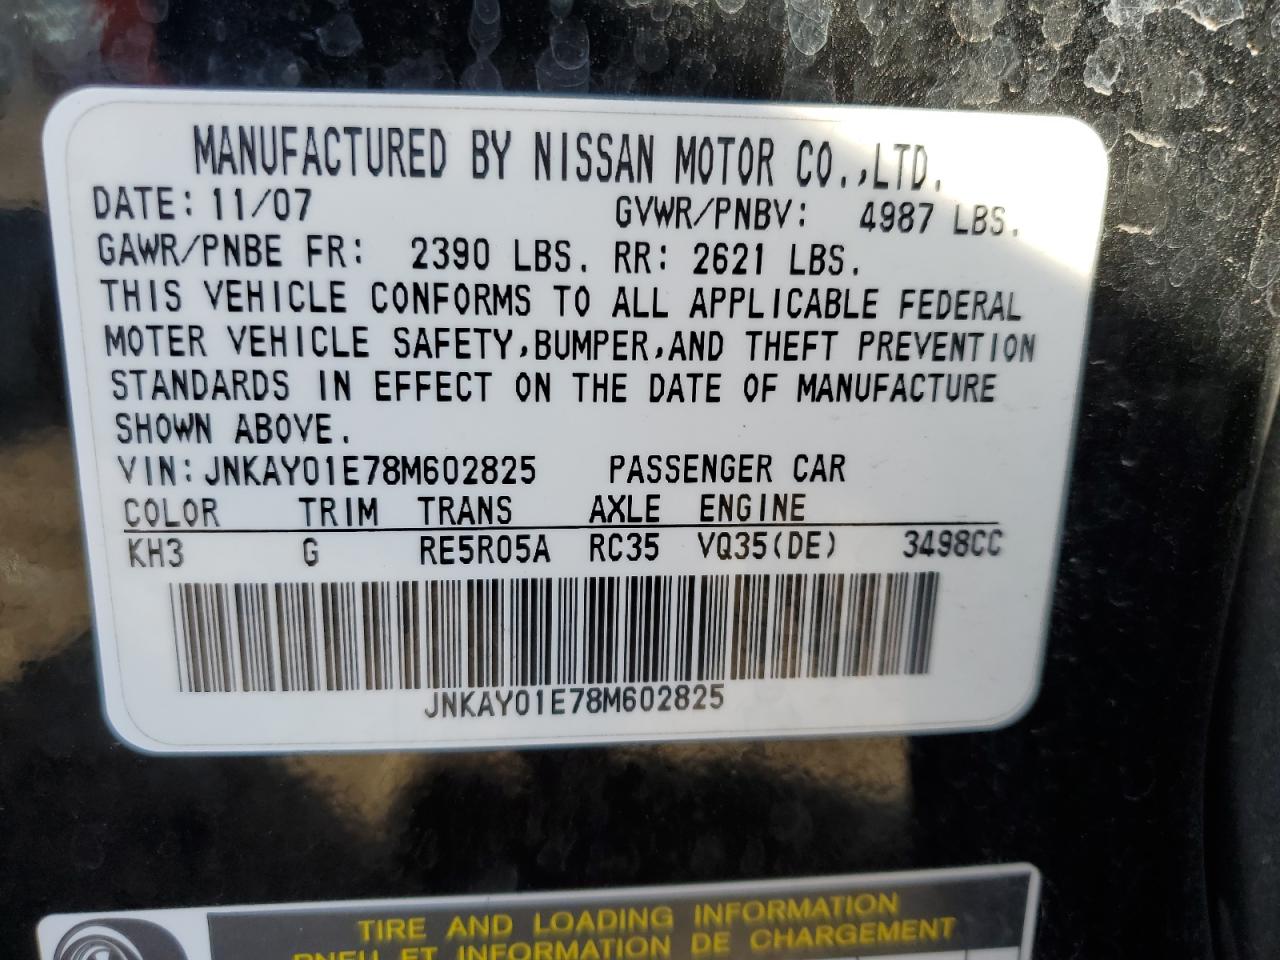 MANUFACTURED BY NISSAN MOTOR CO.,LTD.
DATE: 11/07 GVWR/PNBV: 4987 LBS.
GAWR/PNBE FR: 2390 LBS. RR: 2621 LBS.
THIS VEHICLE CONFORMS TO ALL APPLICABLE FEDERAL
MOTER VEHICLE SAFETY,BUMPER,AND THEFT PREVENTION
STANDARDS IN EFFECT ON THE DATE OF MANUFACTURE
SHOWN ABOVE.
VIN: JNKAY01E78M602825 PASSENGER CAR
COLOR TRIM TRANS AXLE ENGINE
KH3 G RE5R05A RC35 VQ35(DE) 3498CC
JNKAY01E78M602825
TIRE AND LOADING INFORMATION
PNEU ET INFORMATION DE CHARGEMENT